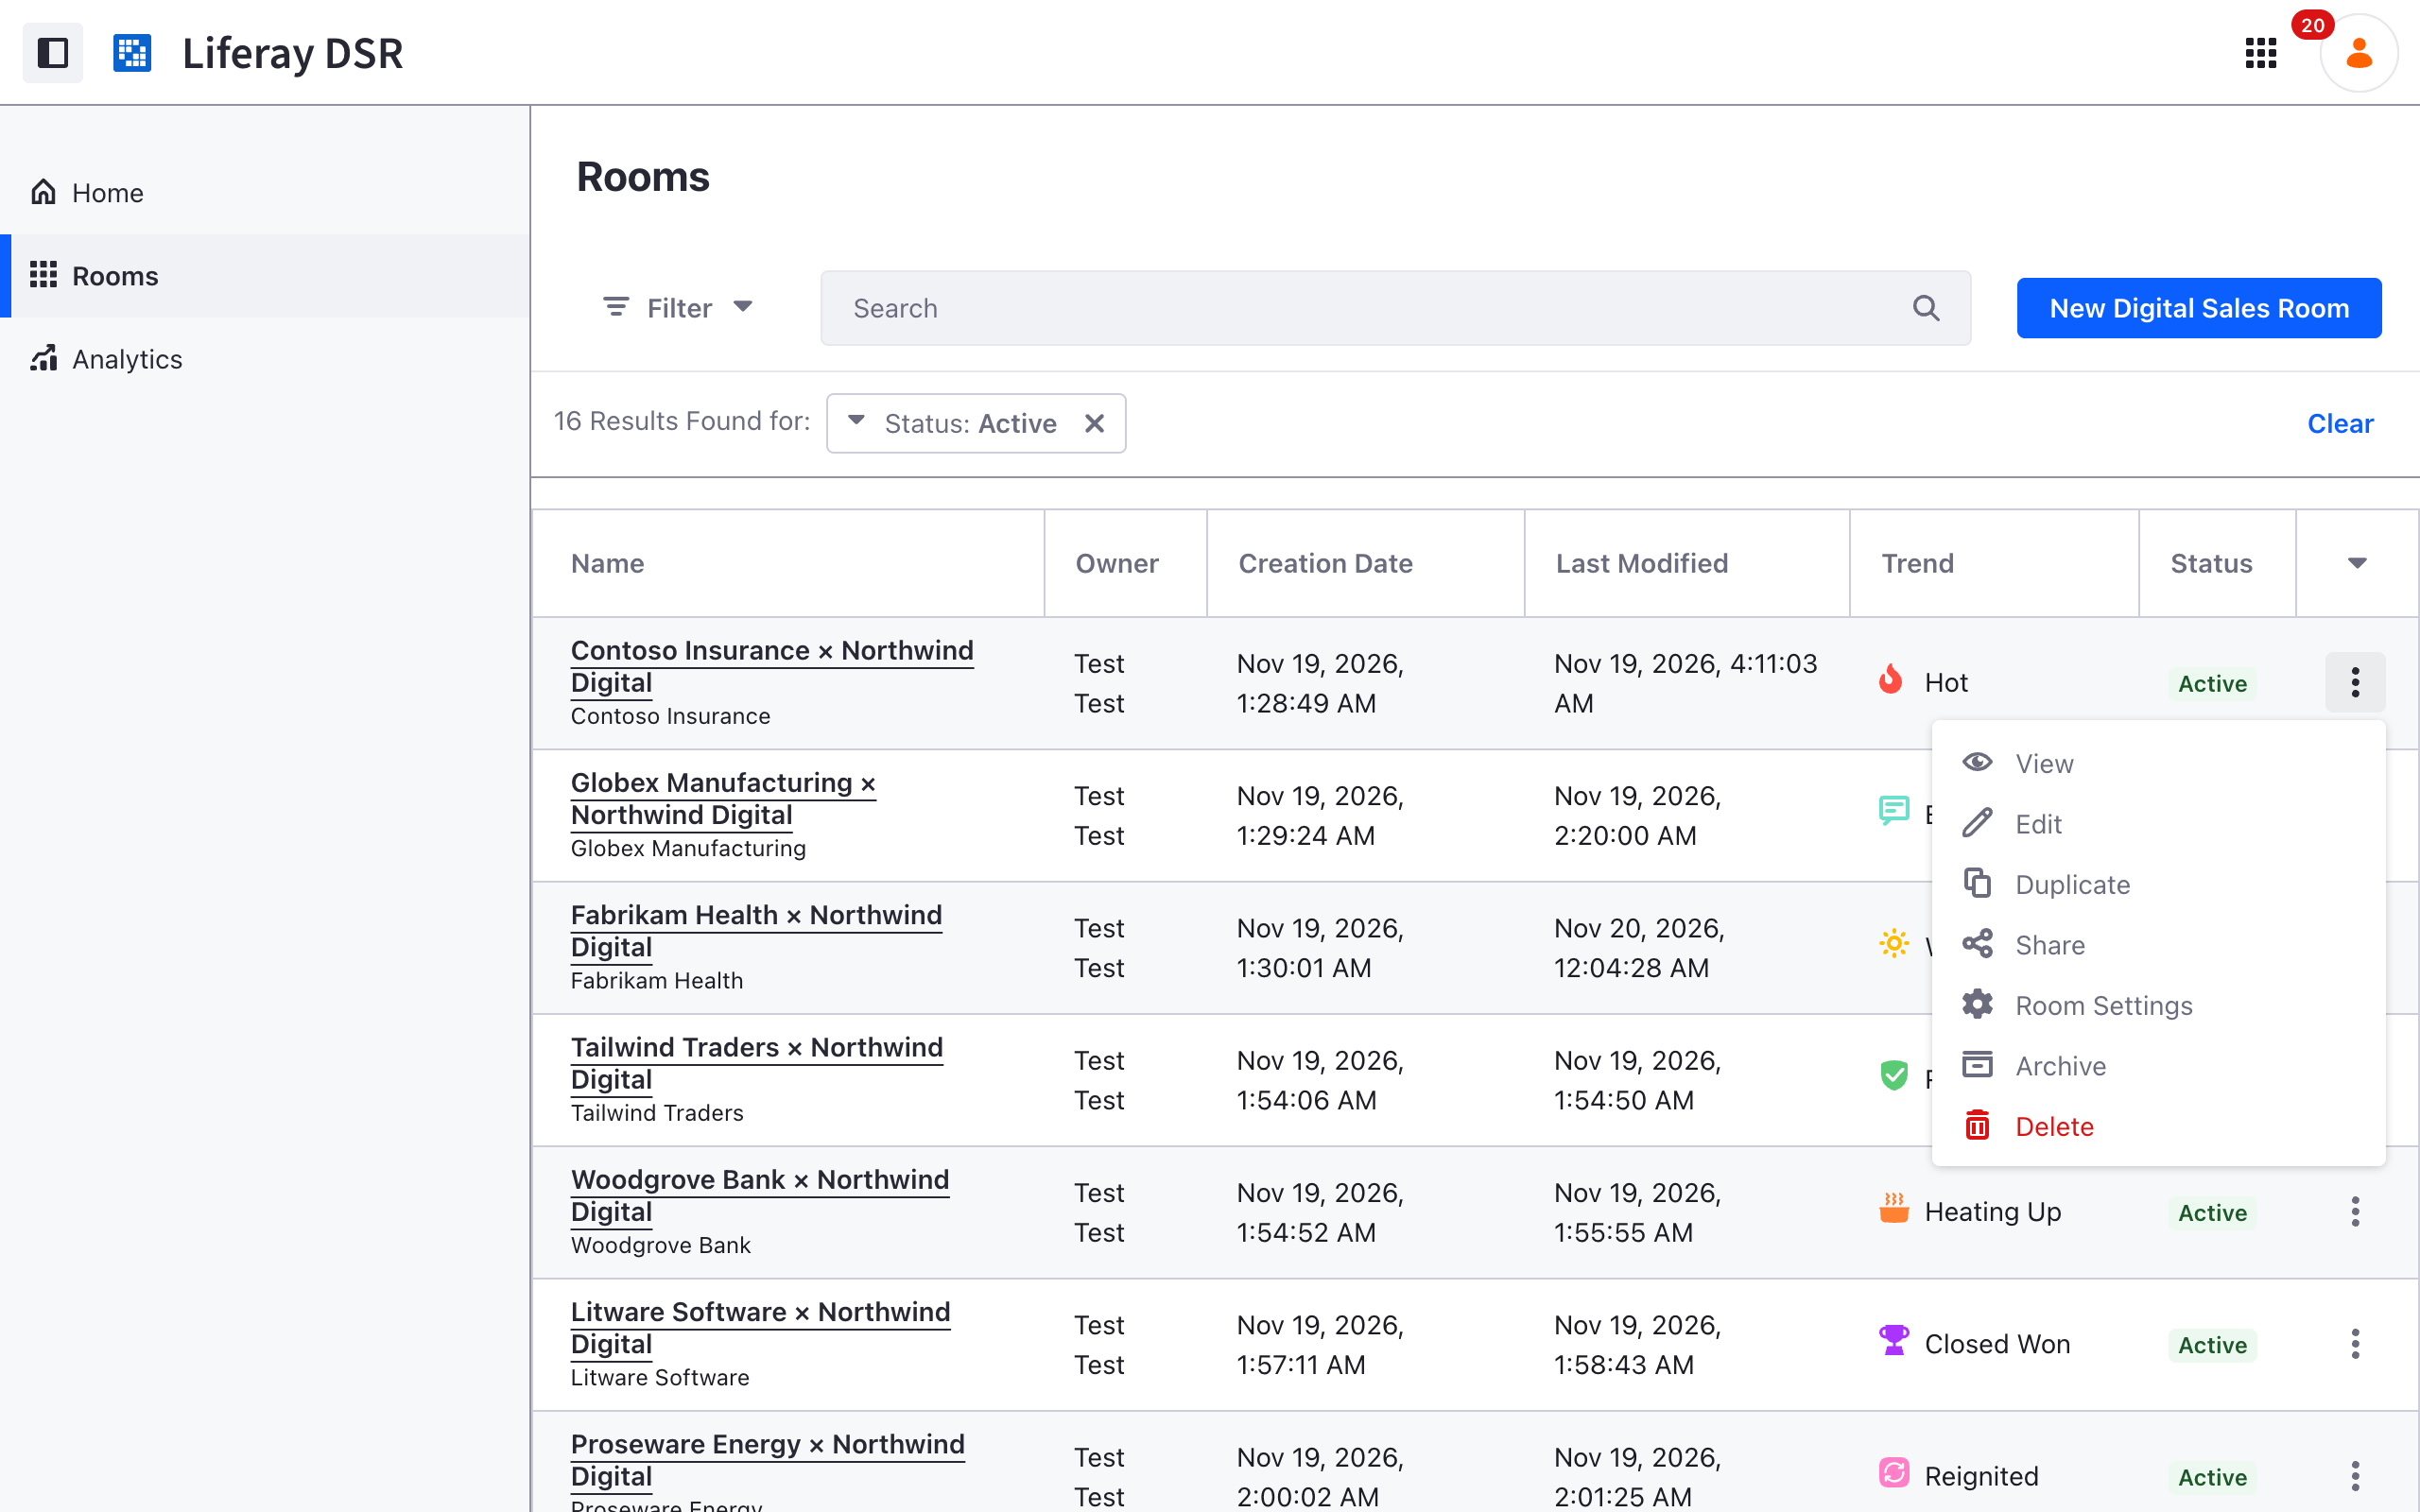 Liferay DSR
20
Home
Rooms
Analytics
Rooms
Filter
Search
New Digital Sales Room
16 Results Found for:
Status: Active
Clear
Name
Owner
Creation Date
Last Modified
Trend
Status
Contoso Insurance × Northwind
Digital
Contoso Insurance
Test
Test
Nov 19, 2026,
1:28:49 AM
Nov 19, 2026, 4:11:03
AM
Hot
Active
View
Edit
Duplicate
Share
Room Settings
Archive
Delete
Globex Manufacturing ×
Northwind Digital
Globex Manufacturing
Test
Test
Nov 19, 2026,
1:29:24 AM
Nov 19, 2026,
2:20:00 AM
Fabrikam Health × Northwind
Digital
Fabrikam Health
Test
Test
Nov 19, 2026,
1:30:01 AM
Nov 20, 2026,
12:04:28 AM
Tailwind Traders × Northwind
Digital
Tailwind Traders
Test
Test
Nov 19, 2026,
1:54:06 AM
Nov 19, 2026,
1:54:50 AM
Woodgrove Bank × Northwind
Digital
Woodgrove Bank
Test
Test
Nov 19, 2026,
1:54:52 AM
Nov 19, 2026,
1:55:55 AM
Heating Up
Active
Litware Software × Northwind
Digital
Litware Software
Test
Test
Nov 19, 2026,
1:57:11 AM
Nov 19, 2026,
1:58:43 AM
Closed Won
Active
Proseware Energy × Northwind
Digital
Proseware Energy
Test
Test
Nov 19, 2026,
2:00:02 AM
Nov 19, 2026,
2:01:25 AM
Reignited
Active